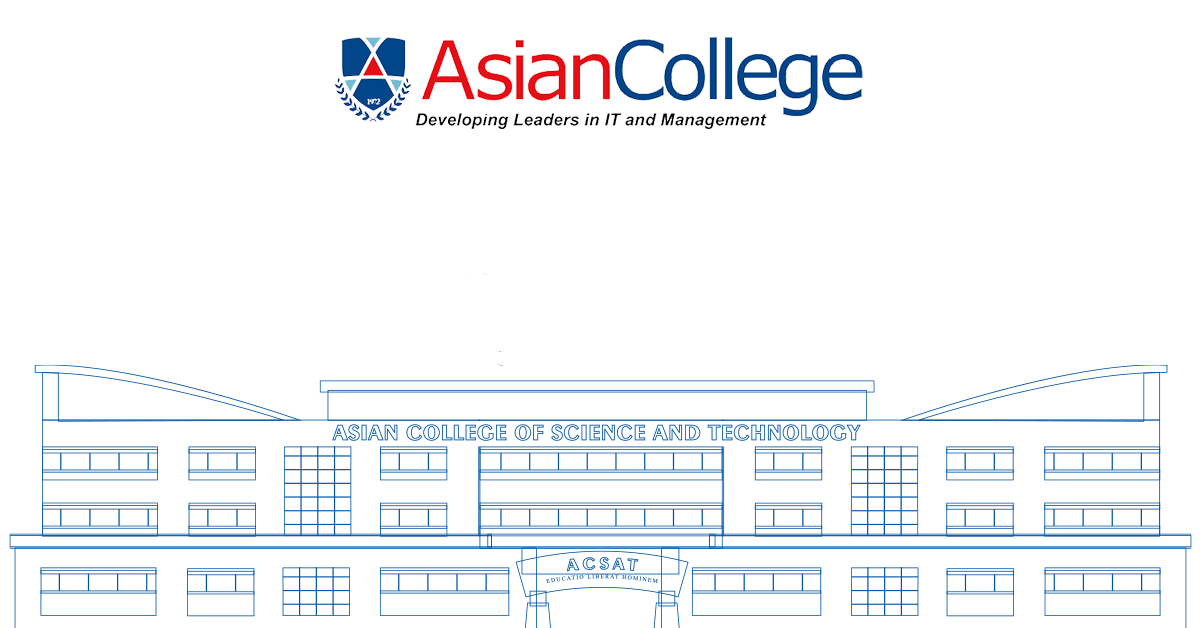 AsianCollege
1972
Developing Leaders in IT and Management
ASIAN COLLEGE OF SCIENCE AND TECHNOLOGY
ACSAT
EDUCATIO LIBERAT HOMINEM